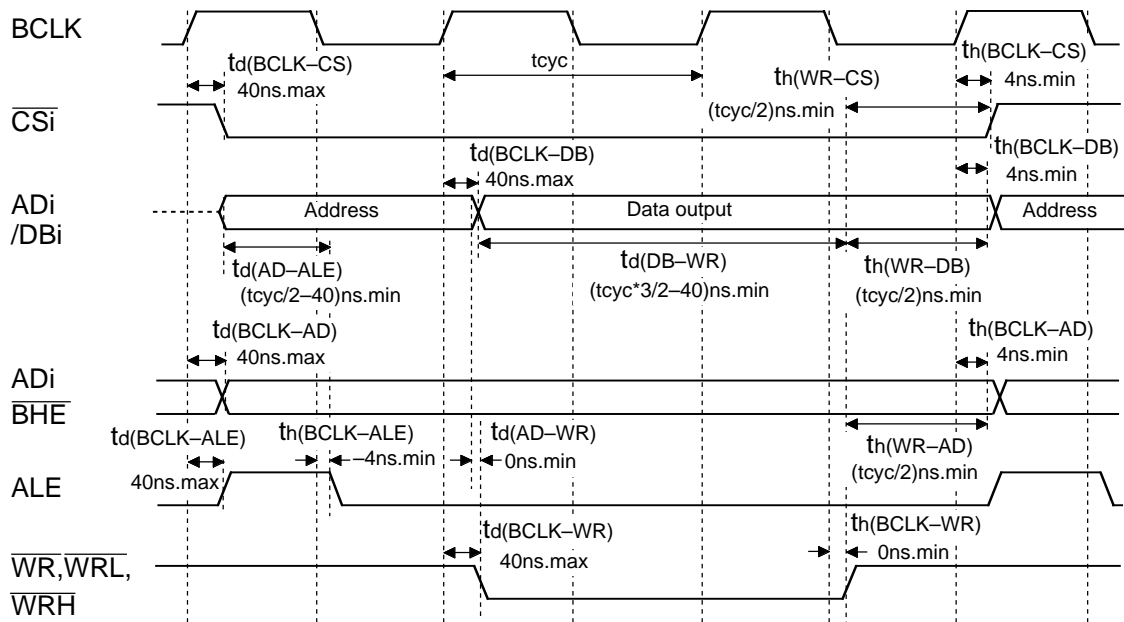 BCLK
td(BCLK–CS)
40ns.max
tcyc
th(WR–CS)
(tcyc/2)ns.min
th(BCLK–CS)
4ns.min
CSi
td(BCLK–DB)
40ns.max
th(BCLK–DB)
4ns.min
ADi
/DBi
Address
Data output
Address
td(AD–ALE)
(tcyc/2–40)ns.min
td(DB–WR)
(tcyc*3/2–40)ns.min
th(WR–DB)
(tcyc/2)ns.min
td(BCLK–AD)
40ns.max
th(BCLK–AD)
4ns.min
ADi
BHE
td(BCLK–ALE)
40ns.max
th(BCLK–ALE)
–4ns.min
td(AD–WR)
0ns.min
th(WR–AD)
(tcyc/2)ns.min
ALE
td(BCLK–WR)
40ns.max
th(BCLK–WR)
0ns.min
WR,WRL,
WRH